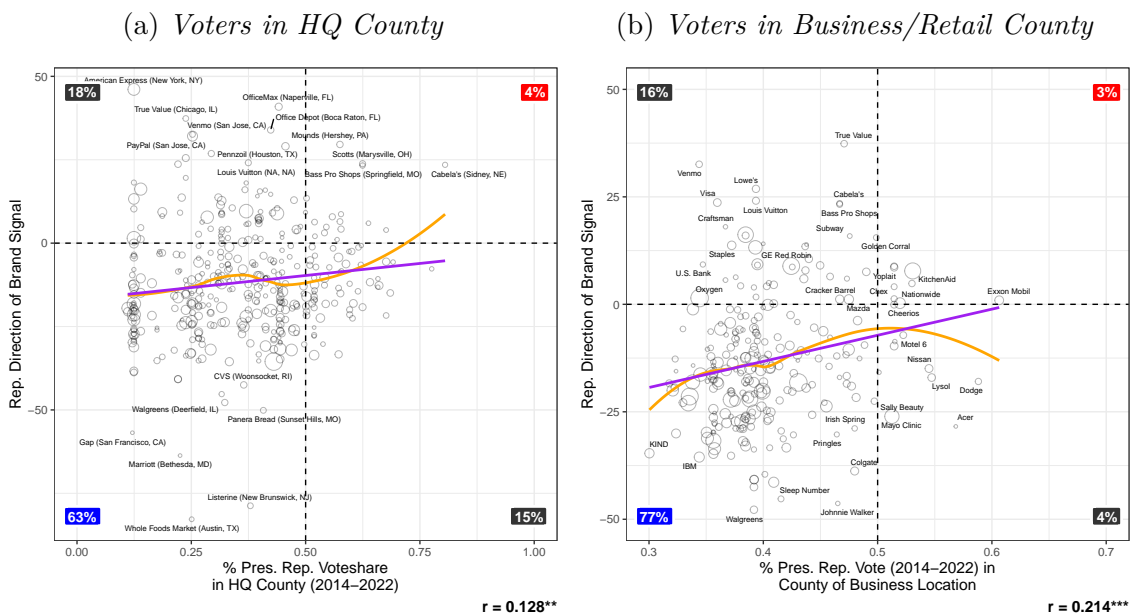 (a) Voters in HQ County
50
0
−50
Rep. Direction of Brand Signal
18%
4%
63%
15%
American Express (New York, NY)
OfficeMax (Naperville, FL)
True Value (Chicago, IL)
Office Depot (Boca Raton, FL)
Venmo (San Jose, CA)
Mounds (Hershey, PA)
PayPal (San Jose, CA)
Pennzoil (Houston, TX)
Scotts (Marysville, OH)
Louis Vuitton (NA, NA)
Bass Pro Shops (Springfield, MO)
Cabela's (Sidney, NE)
CVS (Woonsocket, RI)
Walgreens (Deerfield, IL)
Panera Bread (Sunset Hills, MO)
Gap (San Francisco, CA)
Marriott (Bethesda, MD)
Listerine (New Brunswick, NJ)
Whole Foods Market (Austin, TX)
0.00
0.25
0.50
0.75
1.00
% Pres. Rep. Voteshare
in HQ County (2014−2022)
r = 0.128**
(b) Voters in Business/Retail County
50
25
0
−25
−50
Rep. Direction of Brand Signal
16%
3%
77%
4%
True Value
Venmo
Lowe's
Visa
Cabela's
Louis Vuitton
Bass Pro Shops
Craftsman
Subway
Staples
Golden Corral
GE
Red Robin
U.S. Bank
Yoplait
KitchenAid
Oxygen
Cracker Barrel
Chex
Nationwide
Exxon Mobil
Mazda
Cheerios
Motel 6
Nissan
Lysol
Dodge
Sally Beauty
Irish Spring
Mayo Clinic
Acer
KIND
Pringles
IBM
Colgate
Sleep Number
Walgreens
Johnnie Walker
0.3
0.4
0.5
0.6
0.7
% Pres. Rep. Vote (2014−2022) in
County of Business Location
r = 0.214***